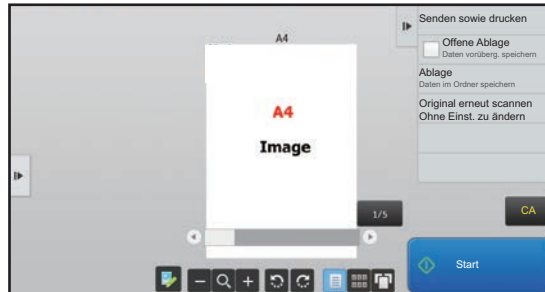 A4
A4
Image
1/5
Senden sowie drucken
Offene Ablage
Daten vorüberg. speichern
Ablage
Daten im Ordner speichern
Original erneut scannen
Ohne Einst. zu ändern
CA
Start